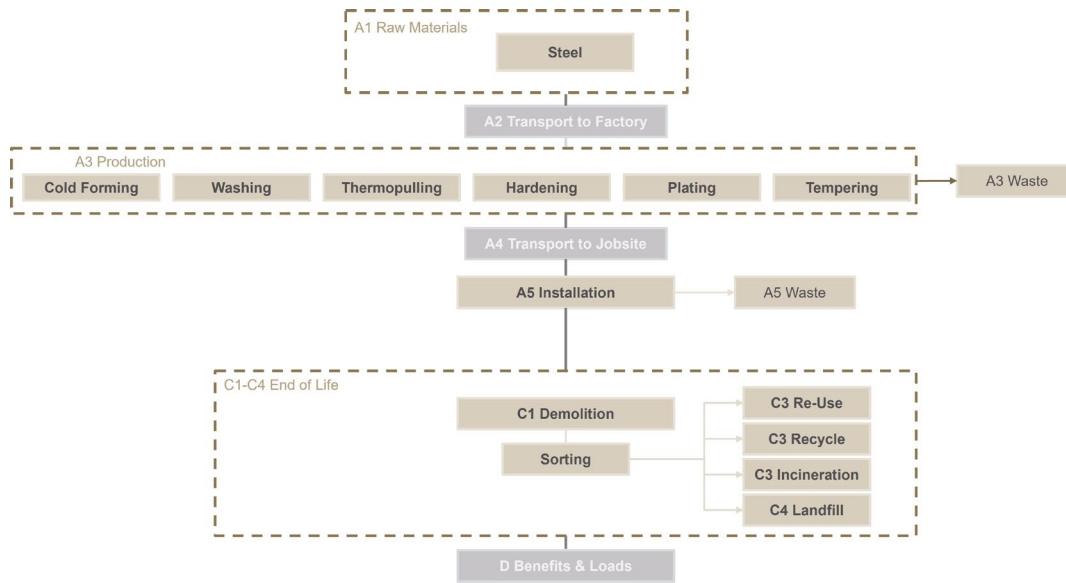 A1 Raw Materials
Steel
A2 Transport to Factory
A3 Production
Cold Forming
Washing
Thermopulling
Hardening
Plating
Tempering
A3 Waste
A4 Transport to Jobsite
A5 Installation
A5 Waste
C1-C4 End of Life
C1 Demolition
Sorting
C3 Re-Use
C3 Recycle
C3 Incineration
C4 Landfill
D Benefits & Loads